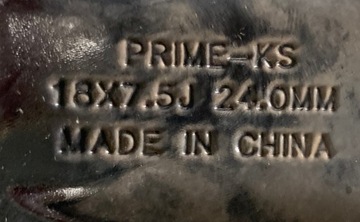 PRIME-KS
18X7.5J 24.0MM
MADE IN CHINA